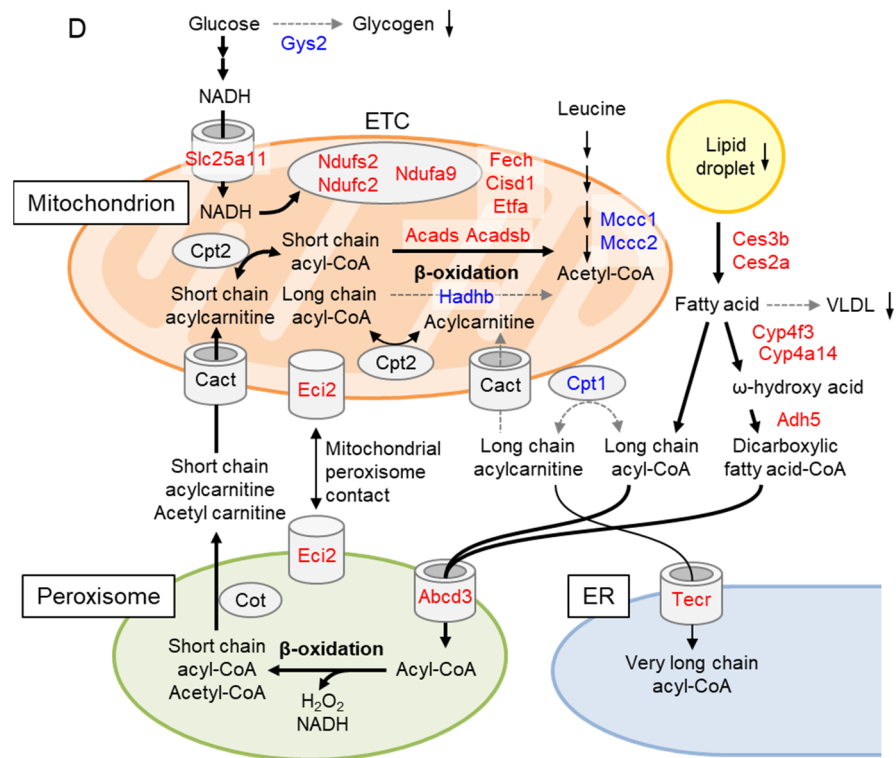 D
Glucose
Gys2
Glycogen
NADH
ETC
Slc25a11
NADH
Mitochondrion
Ndufs2
Ndufc2
Ndufa9
Fech
Cisd1
Etfa
Leucine
Mccc1
Mccc2
Acetyl-CoA
Cpt2
Short chain
acyl-CoA
Acads Acadsb
β-oxidation
Hadhb
Short chain
acylcarnitine
Long chain
acyl-CoA
Acylcarnitine
Cpt2
Cact
Eci2
Cact
Cpt1
Lipid
droplet
Ces3b
Ces2a
Fatty acid
VLDL
Cyp4f3
Cyp4a14
ω-hydroxy acid
Adh5
Dicarboxylic
fatty acid-CoA
Long chain
acylcarnitine
Long chain
acyl-CoA
Short chain
acylcarnitine
Acetyl carnitine
Mitochondrial
peroxisome
contact
Eci2
Peroxisome
Cot
Abcd3
ER
Tecr
Short chain
acyl-CoA
Acetyl-CoA
β-oxidation
Acyl-CoA
H₂O₂
NADH
Very long chain
acyl-CoA